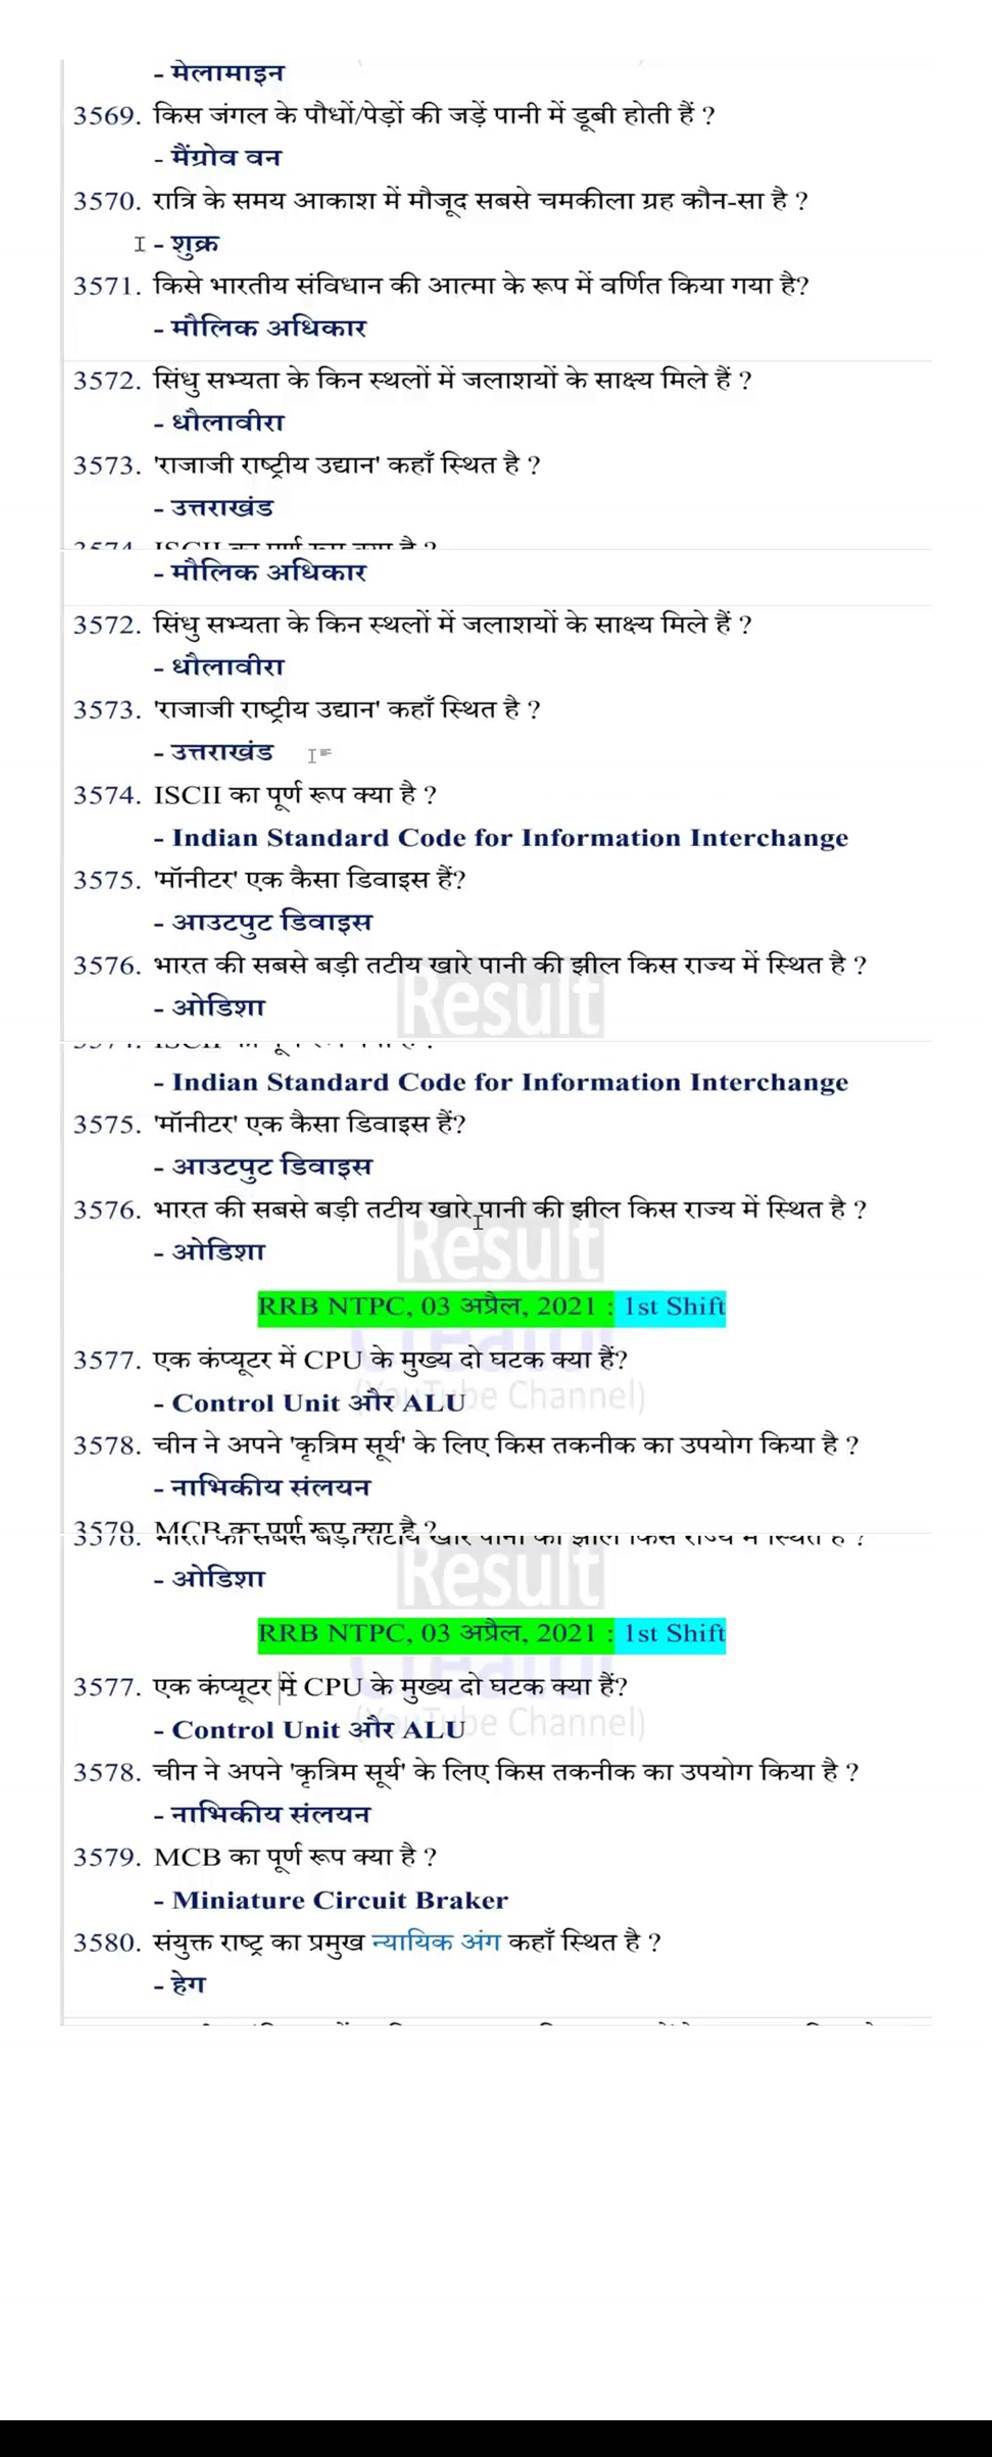 - मेलामाइन
3569. किस जंगल के पौधों/पेड़ों की जड़ें पानी में डूबी होती हैं ?
- मैंग्रोव वन
3570. रात्रि के समय आकाश में मौजूद सबसे चमकीला ग्रह कौन-सा है ?
- शुक्र
3571. किसे भारतीय संविधान की आत्मा के रूप में वर्णित किया गया है?
- मौलिक अधिकार
3572. सिंधु सभ्यता के किन स्थलों में जलाशयों के साक्ष्य मिले हैं ?
- धौलावीरा
3573. 'राजाजी राष्ट्रीय उद्यान' कहाँ स्थित है ?
- उत्तराखंड
3574. ISCII का पूर्ण रूप क्या है ?
- मौलिक अधिकार
3572. सिंधु सभ्यता के किन स्थलों में जलाशयों के साक्ष्य मिले हैं ?
- धौलावीरा
3573. 'राजाजी राष्ट्रीय उद्यान' कहाँ स्थित है ?
- उत्तराखंड
3574. ISCII का पूर्ण रूप क्या है ?
- Indian Standard Code for Information Interchange
3575. 'मॉनीटर' एक कैसा डिवाइस हैं?
- आउटपुट डिवाइस
3576. भारत की सबसे बड़ी तटीय खारे पानी की झील किस राज्य में स्थित है ?
- ओडिशा
Result
- Indian Standard Code for Information Interchange
3575. 'मॉनीटर' एक कैसा डिवाइस हैं?
- आउटपुट डिवाइस
3576. भारत की सबसे बड़ी तटीय खारे पानी की झील किस राज्य में स्थित है ?
- ओडिशा
Result
RRB NTPC, 03 अप्रैल, 2021 : 1st Shift
3577. एक कंप्यूटर में CPU के मुख्य दो घटक क्या हैं?
- Control Unit और ALU
(YouTube Channel)
3578. चीन ने अपने 'कृत्रिम सूर्य' के लिए किस तकनीक का उपयोग किया है ?
- नाभिकीय संलयन
3579. MCB का पूर्ण रूप क्या है ?
3576. भारत की सबसे बड़ी तटीय खारे पानी की झील किस राज्य में स्थित है ?
- ओडिशा
Result
RRB NTPC, 03 अप्रैल, 2021 : 1st Shift
3577. एक कंप्यूटर में CPU के मुख्य दो घटक क्या हैं?
- Control Unit और ALU
(YouTube Channel)
3578. चीन ने अपने 'कृत्रिम सूर्य' के लिए किस तकनीक का उपयोग किया है ?
- नाभिकीय संलयन
3579. MCB का पूर्ण रूप क्या है ?
- Miniature Circuit Braker
3580. संयुक्त राष्ट्र का प्रमुख न्यायिक अंग कहाँ स्थित है ?
- हेग